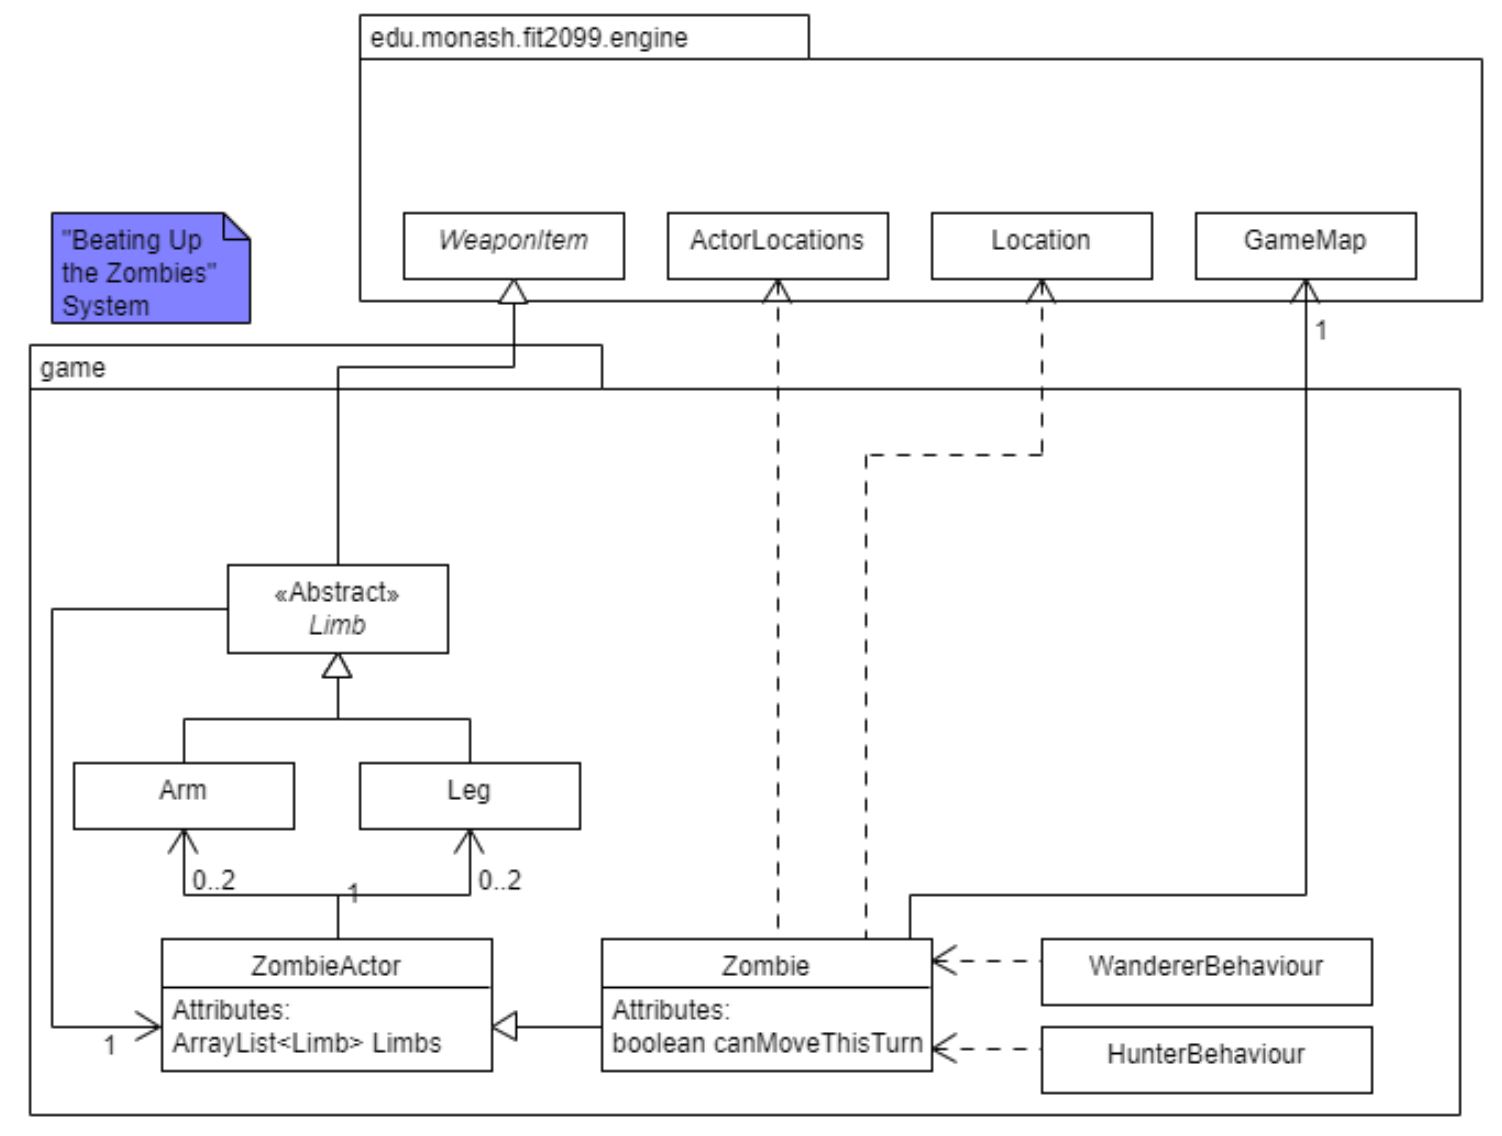 edu.monash.fit2099.engine
WeaponItem
ActorLocations
Location
GameMap
"Beating Up
the Zombies"
System
1
game
«Abstract»
Limb
Arm
Leg
0..2
1
0..2
ZombieActor
Attributes:
ArrayList<Limb> Limbs
1
Zombie
Attributes:
boolean canMoveThisTurn
WandererBehaviour
HunterBehaviour